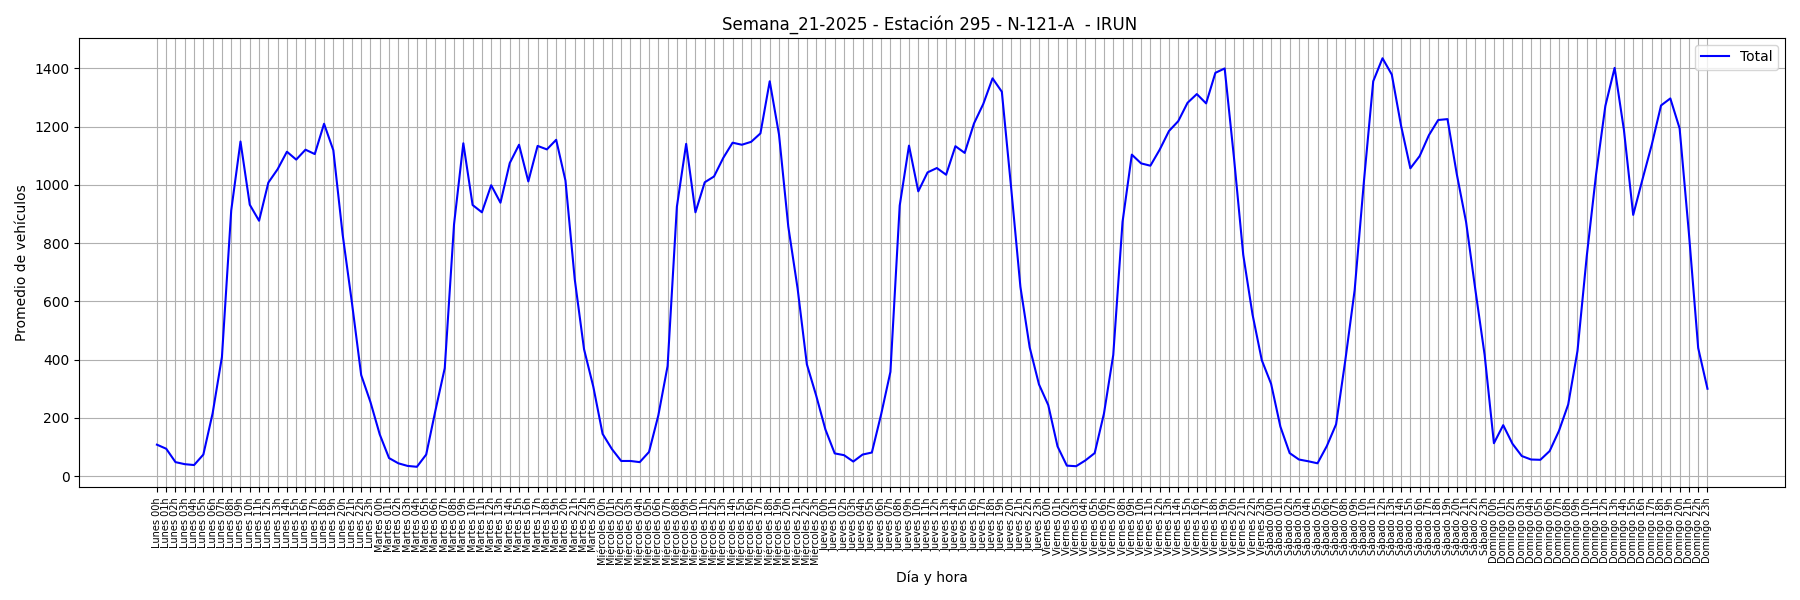 Semana_21-2025 - Estación 295 - N-121-A  - IRUN
Total
Promedio de vehículos
1400
1200
1000
800
600
400
200
0
Lunes 00h
Lunes 01h
Lunes 02h
Lunes 03h
Lunes 04h
Lunes 05h
Lunes 06h
Lunes 07h
Lunes 08h
Lunes 09h
Lunes 10h
Lunes 11h
Lunes 12h
Lunes 13h
Lunes 14h
Lunes 15h
Lunes 16h
Lunes 17h
Lunes 18h
Lunes 19h
Lunes 20h
Lunes 21h
Lunes 22h
Lunes 23h
Martes 00h
Martes 01h
Martes 02h
Martes 03h
Martes 04h
Martes 05h
Martes 06h
Martes 07h
Martes 08h
Martes 09h
Martes 10h
Martes 11h
Martes 12h
Martes 13h
Martes 14h
Martes 15h
Martes 16h
Martes 17h
Martes 18h
Martes 19h
Martes 20h
Martes 21h
Martes 22h
Martes 23h
Miércoles 00h
Miércoles 01h
Miércoles 02h
Miércoles 03h
Miércoles 04h
Miércoles 05h
Miércoles 06h
Miércoles 07h
Miércoles 08h
Miércoles 09h
Miércoles 10h
Miércoles 11h
Miércoles 12h
Miércoles 13h
Miércoles 14h
Miércoles 15h
Miércoles 16h
Miércoles 17h
Miércoles 18h
Miércoles 19h
Miércoles 20h
Miércoles 21h
Miércoles 22h
Miércoles 23h
Jueves 00h
Jueves 01h
Jueves 02h
Jueves 03h
Jueves 04h
Jueves 05h
Jueves 06h
Jueves 07h
Jueves 08h
Jueves 09h
Jueves 10h
Jueves 11h
Jueves 12h
Jueves 13h
Jueves 14h
Jueves 15h
Jueves 16h
Jueves 17h
Jueves 18h
Jueves 19h
Jueves 20h
Jueves 21h
Jueves 22h
Jueves 23h
Viernes 00h
Viernes 01h
Viernes 02h
Viernes 03h
Viernes 04h
Viernes 05h
Viernes 06h
Viernes 07h
Viernes 08h
Viernes 09h
Viernes 10h
Viernes 11h
Viernes 12h
Viernes 13h
Viernes 14h
Viernes 15h
Viernes 16h
Viernes 17h
Viernes 18h
Viernes 19h
Viernes 20h
Viernes 21h
Viernes 22h
Viernes 23h
Sábado 00h
Sábado 01h
Sábado 02h
Sábado 03h
Sábado 04h
Sábado 05h
Sábado 06h
Sábado 07h
Sábado 08h
Sábado 09h
Sábado 10h
Sábado 11h
Sábado 12h
Sábado 13h
Sábado 14h
Sábado 15h
Sábado 16h
Sábado 17h
Sábado 18h
Sábado 19h
Sábado 20h
Sábado 21h
Sábado 22h
Sábado 23h
Domingo 00h
Domingo 01h
Domingo 02h
Domingo 03h
Domingo 04h
Domingo 05h
Domingo 06h
Domingo 07h
Domingo 08h
Domingo 09h
Domingo 10h
Domingo 11h
Domingo 12h
Domingo 13h
Domingo 14h
Domingo 15h
Domingo 16h
Domingo 17h
Domingo 18h
Domingo 19h
Domingo 20h
Domingo 21h
Domingo 22h
Domingo 23h
Día y hora